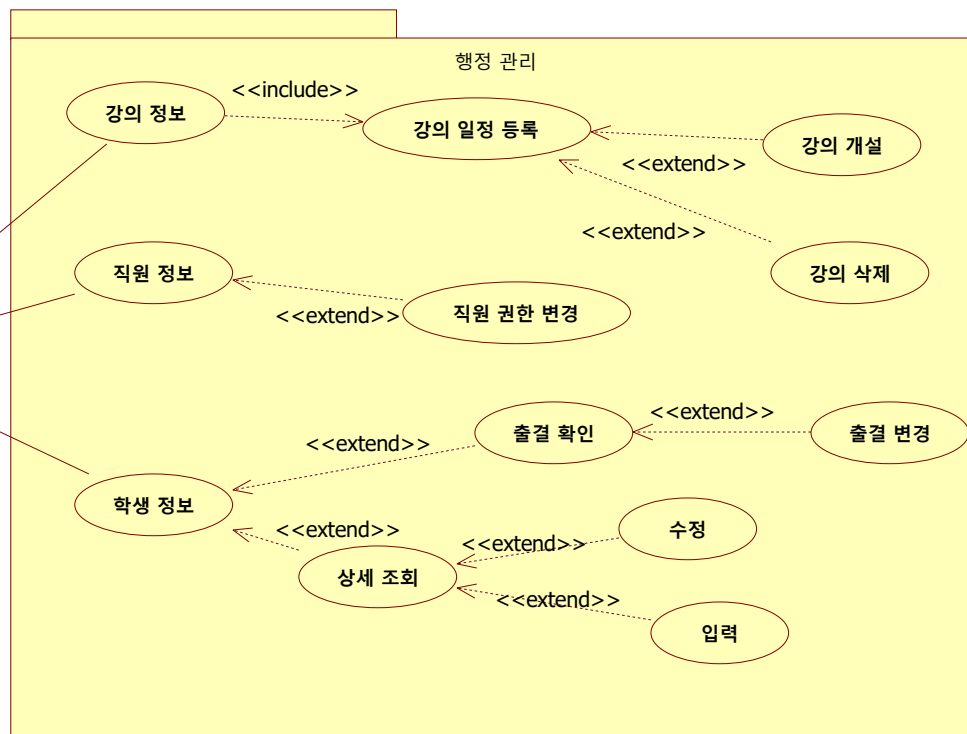 행정 관리
강의 정보
<<include>>
강의 일정 등록
강의 개설
<<extend>>
<<extend>>
강의 삭제
직원 정보
<<extend>>
직원 권한 변경
<<extend>>
출결 확인
<<extend>>
출결 변경
학생 정보
<<extend>>
상세 조회
<<extend>>
수정
<<extend>>
입력